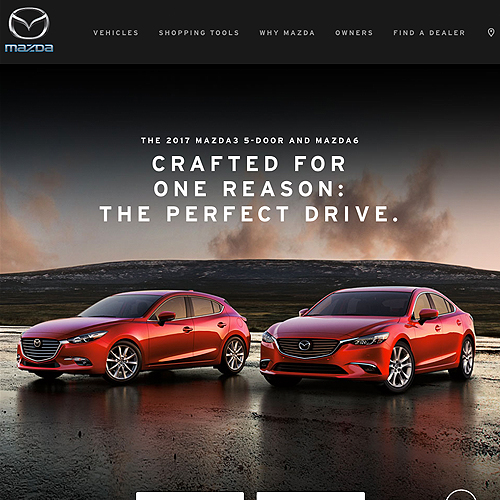 mazda
VEHICLES SHOPPING TOOLS WHY MAZDA OWNERS FIND A DEALER
THE 2017 MAZDA3 5-DOOR AND MAZDA6
CRAFTED FOR
ONE REASON:
THE PERFECT DRIVE.